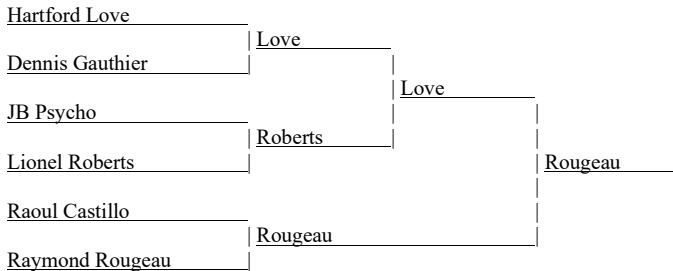 Hartford Love
Love
Dennis Gauthier
Love
JB Psycho
Roberts
Lionel Roberts
Rougeau
Raoul Castillo
Rougeau
Raymond Rougeau